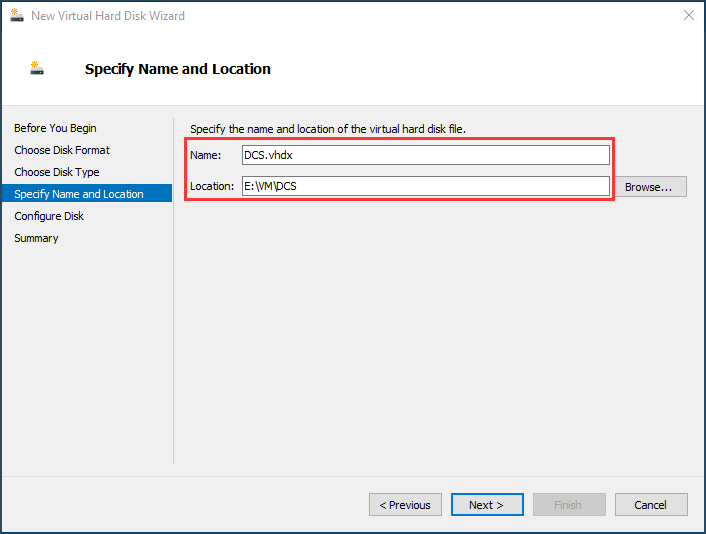 New Virtual Hard Disk Wizard
Specify Name and Location
Before You Begin
Choose Disk Format
Choose Disk Type
Specify Name and Location
Configure Disk
Summary
Specify the name and location of the virtual hard disk file.
Name: DCS.vhdx
Location: E:\VM\DCS Browse...
< Previous Next > Finish Cancel